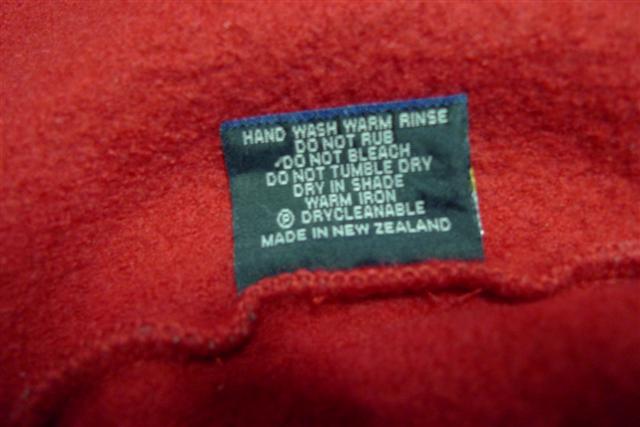 HAND WASH WARM RINSE
DO NOT RUB
DO NOT BLEACH
DO NOT TUMBLE DRY
DRY IN SHADE
WARM IRON
Ⓟ DRYCLEANABLE
MADE IN NEW ZEALAND